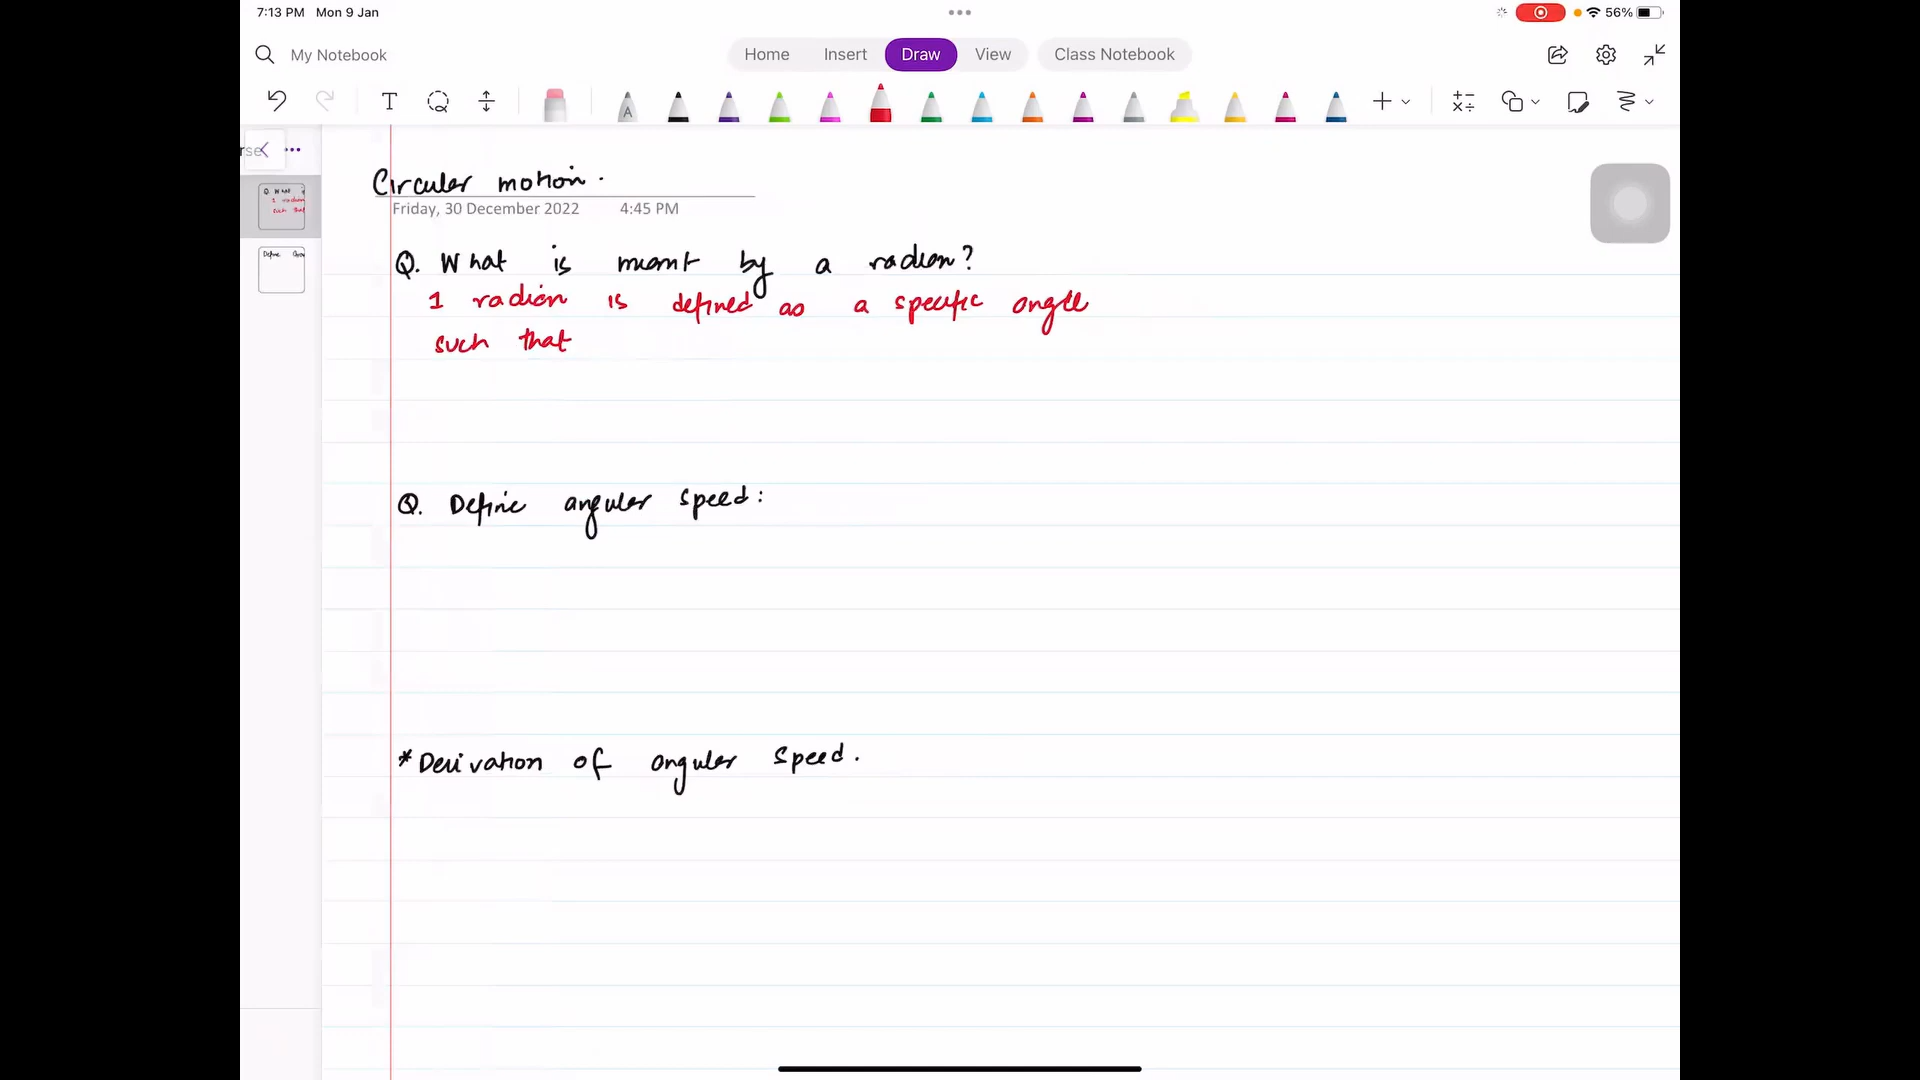 7:13 PM Mon 9 Jan
56%
My Notebook
Home Insert Draw View Class Notebook
T
A
Circular motion.
Friday, 30 December 2022 4:45 PM
Q. What is meant by a radian?
1 radian is defined as a specific angle
such that
Q. Define angular speed:
*Derivation of angular speed.